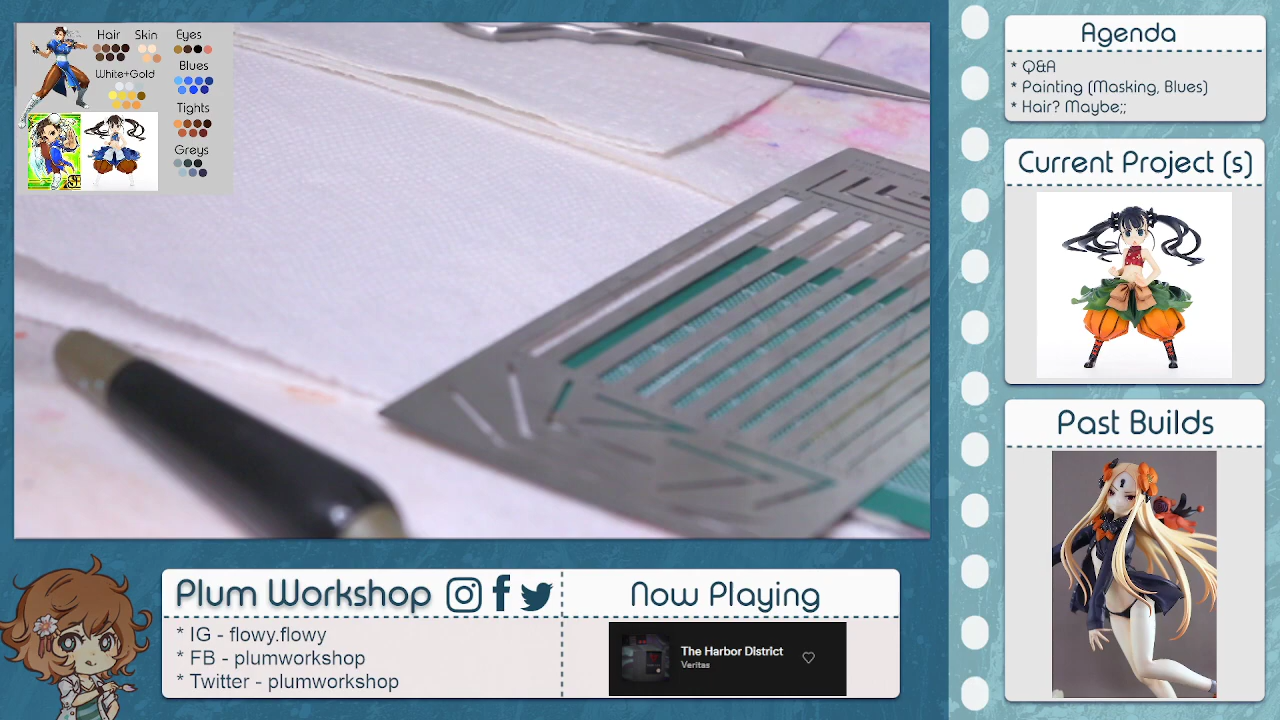 Hair
Skin
Eyes
White+Gold
Blues
Tights
Greys
Agenda
* Q&A
* Painting (Masking, Blues)
* Hair? Maybe;;
Current Project (s)
Past Builds
Plum Workshop
* IG - flowy.flowy
* FB - plumworkshop
* Twitter - plumworkshop
Now Playing
The Harbor District
Veritas